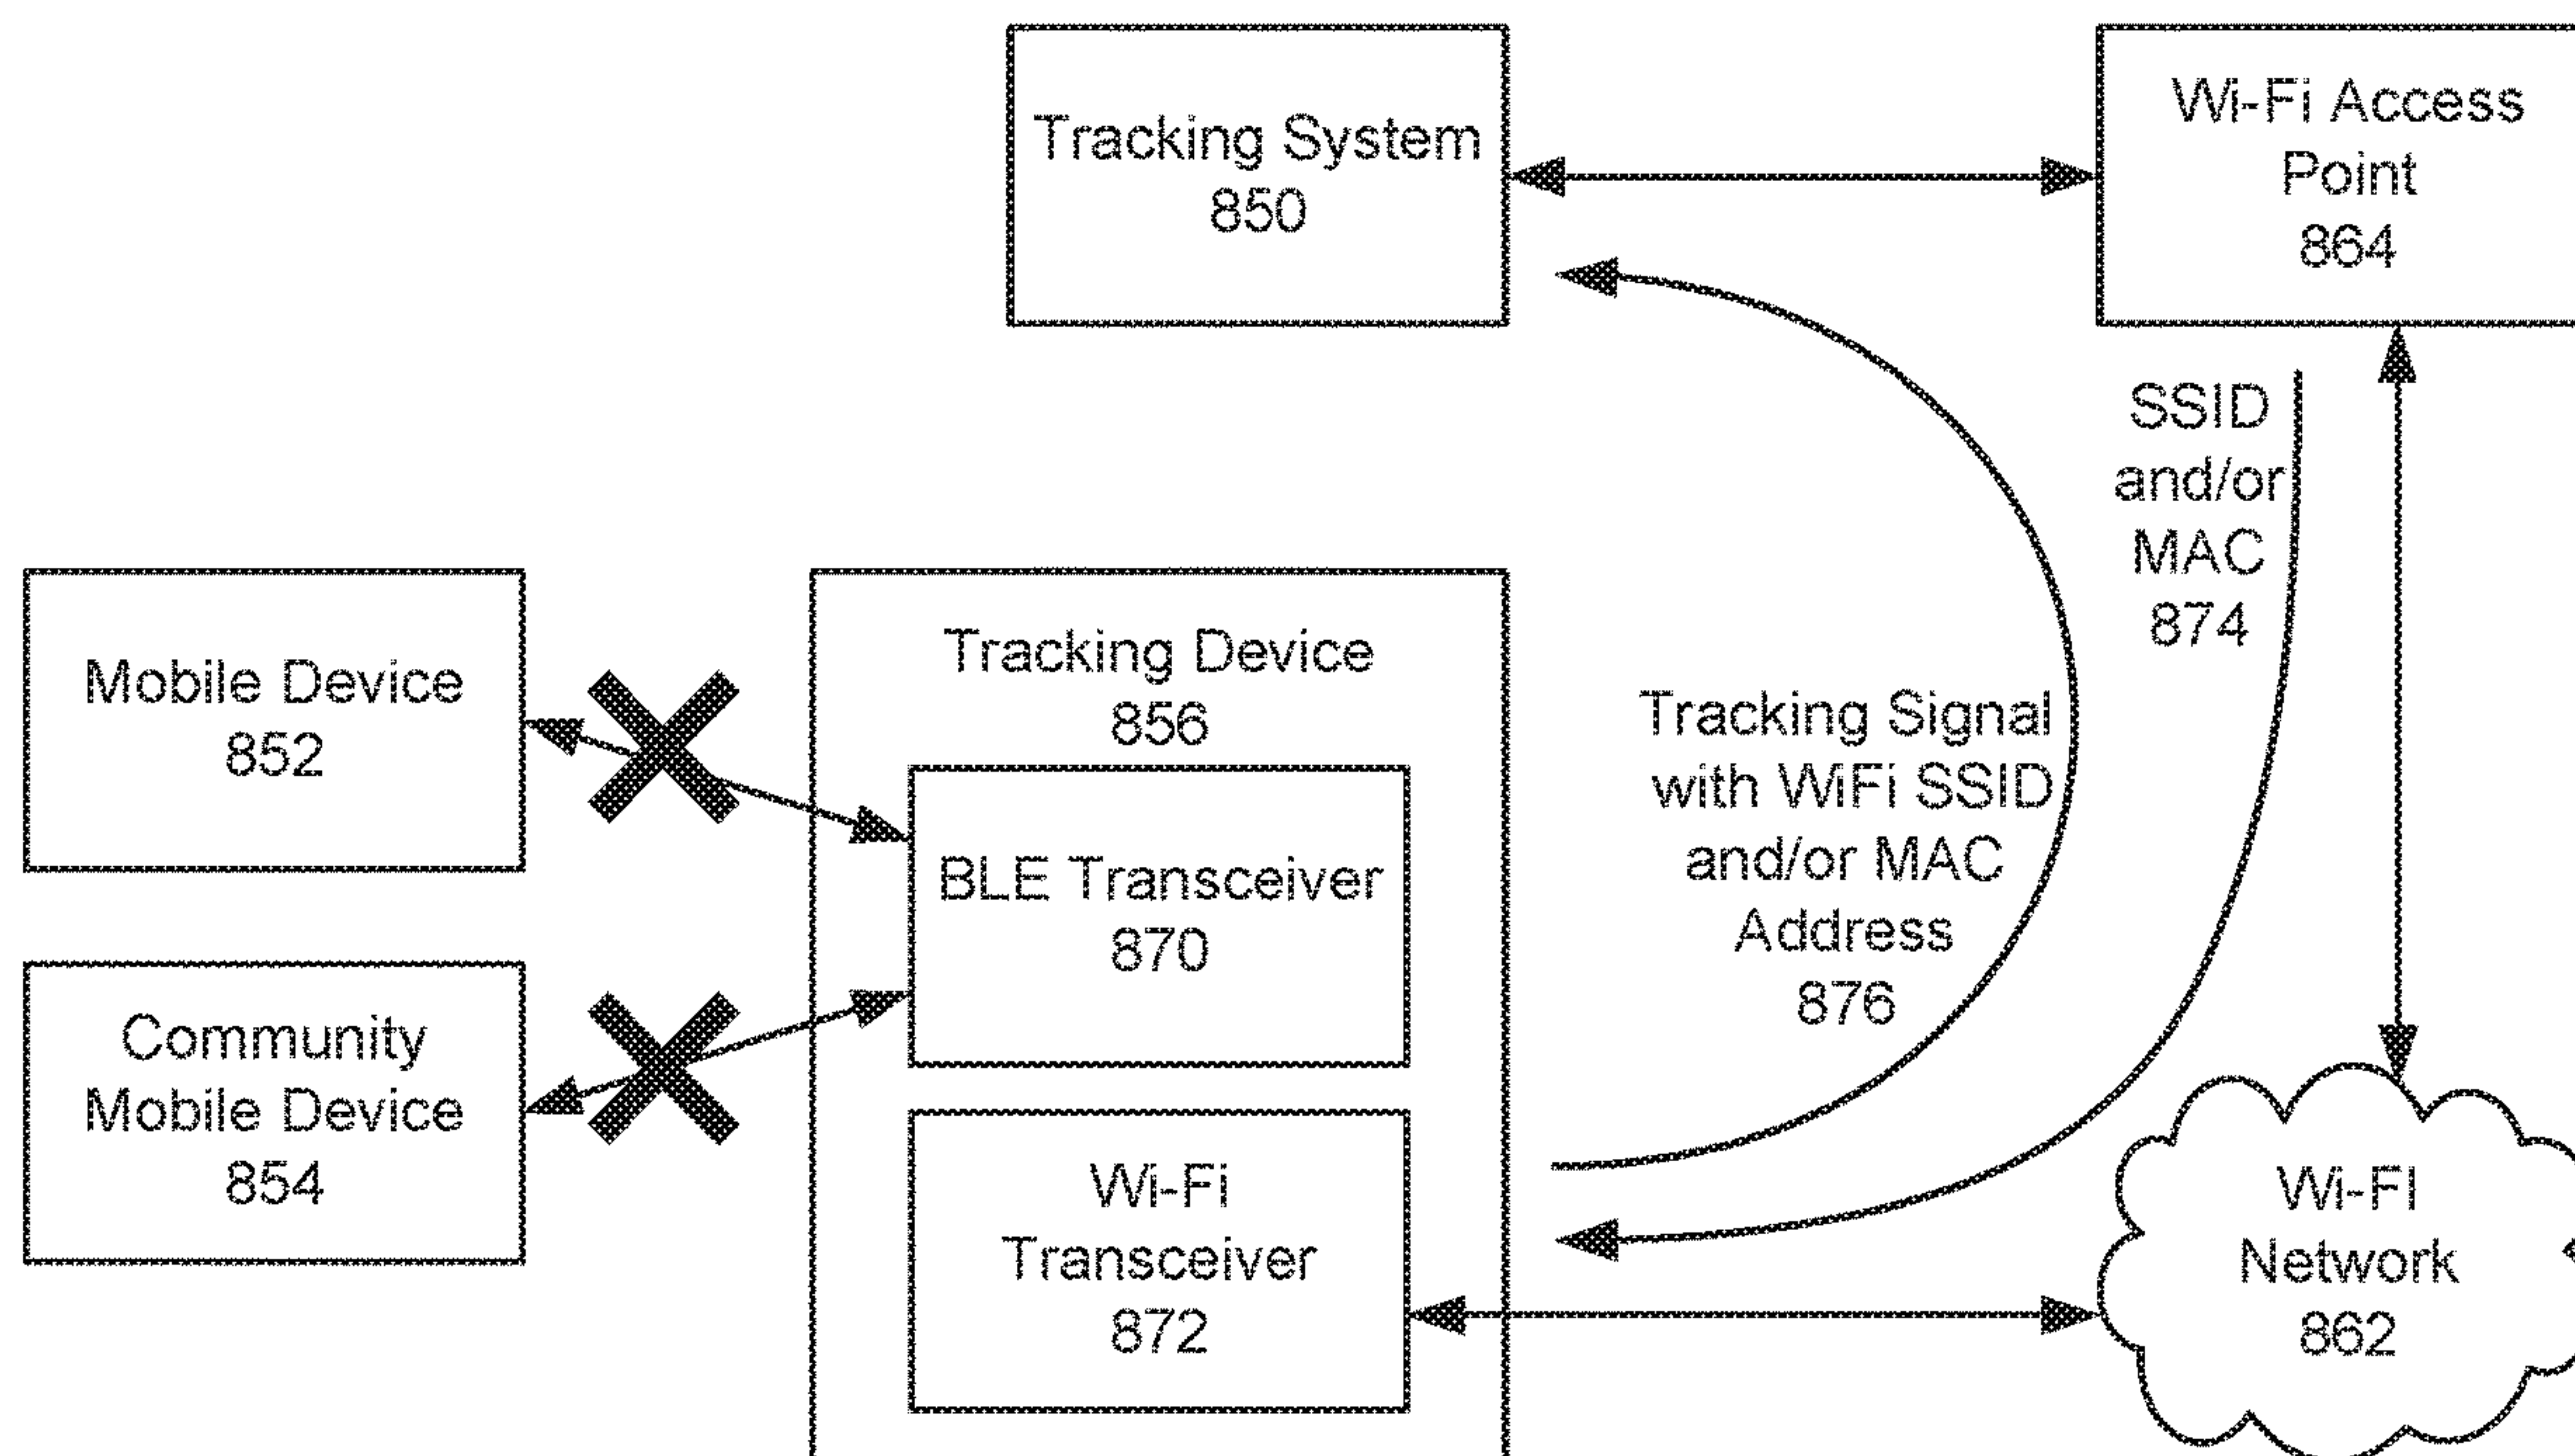 Tracking System
850
Wi-Fi Access
Point
864
SSID
and/or
MAC
874
Mobile Device
852
Tracking Device
856
Tracking Signal
with WiFi SSID
and/or MAC
Address
876
BLE Transceiver
870
Community
Mobile Device
854
Wi-Fi
Transceiver
872
Wi-FI
Network
862